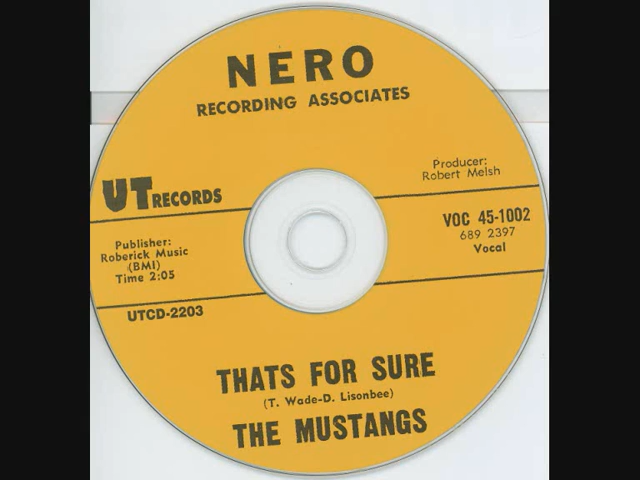 NERO
RECORDING ASSOCIATES
UT RECORDS
Publisher:
Roberick Music
(BMI)
Time 2:05
UTCD-2203
Producer:
Robert Melsh
VOC 45-1002
689 2397
Vocal
THATS FOR SURE
(T. Wade-D. Lisonbee)
THE MUSTANGS